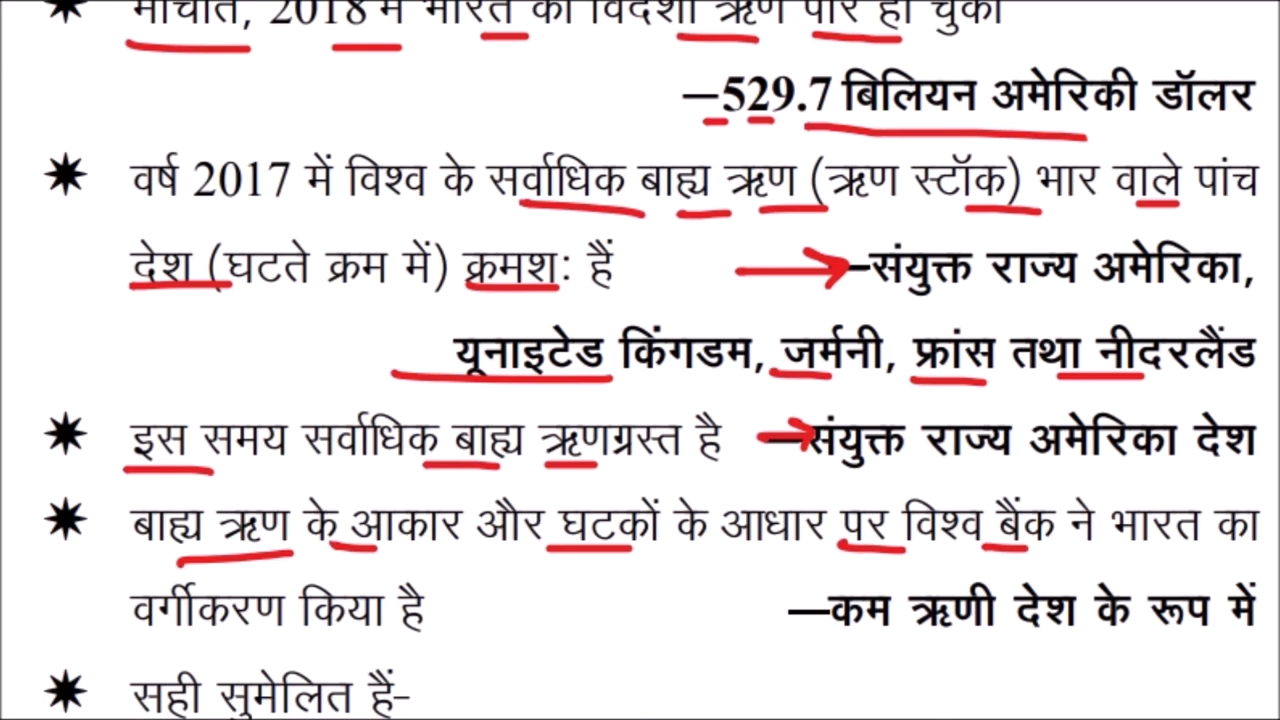 ✷ मार्चांत, 2018 में भारत का विदेशी ऋण पार हो चुका
—529.7 बिलियन अमेरिकी डॉलर
✷ वर्ष 2017 में विश्व के सर्वाधिक बाह्य ऋण (ऋण स्टॉक) भार वाले पांच
देश (घटते क्रम में) क्रमश: हैं —संयुक्त राज्य अमेरिका,
यूनाइटेड किंगडम, जर्मनी, फ्रांस तथा नीदरलैंड
✷ इस समय सर्वाधिक बाह्य ऋणग्रस्त है —संयुक्त राज्य अमेरिका देश
✷ बाह्य ऋण के आकार और घटकों के आधार पर विश्व बैंक ने भारत का
वर्गीकरण किया है —कम ऋणी देश के रूप में
✷ सही सुमेलित हैं-